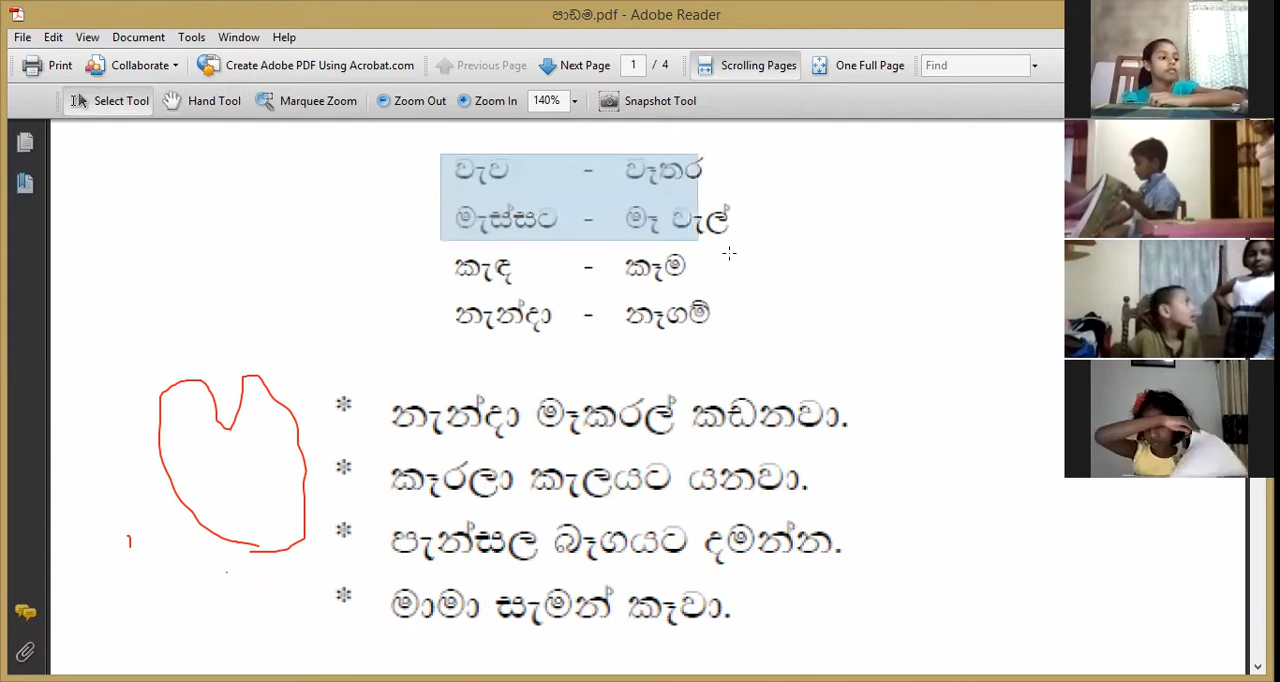 පාඩම.pdf - Adobe Reader
File Edit View Document Tools Window Help
Print Collaborate Create Adobe PDF Using Acrobat.com Previous Page Next Page 1 / 4 Scrolling Pages One Full Page Find
Select Tool Hand Tool Marquee Zoom Zoom Out Zoom In 140% Snapshot Tool
වැව - වෑතර
මැස්සට - මෑ වැල්
කැඳ - කෑම
නැන්දා - නෑගම්
* නැන්දා මෑකරල් කඩනවා.
* කෑරලා කැලයට යනවා.
* පැන්සල බෑගයට දමන්න.
* මාමා සැමන් කෑවා.